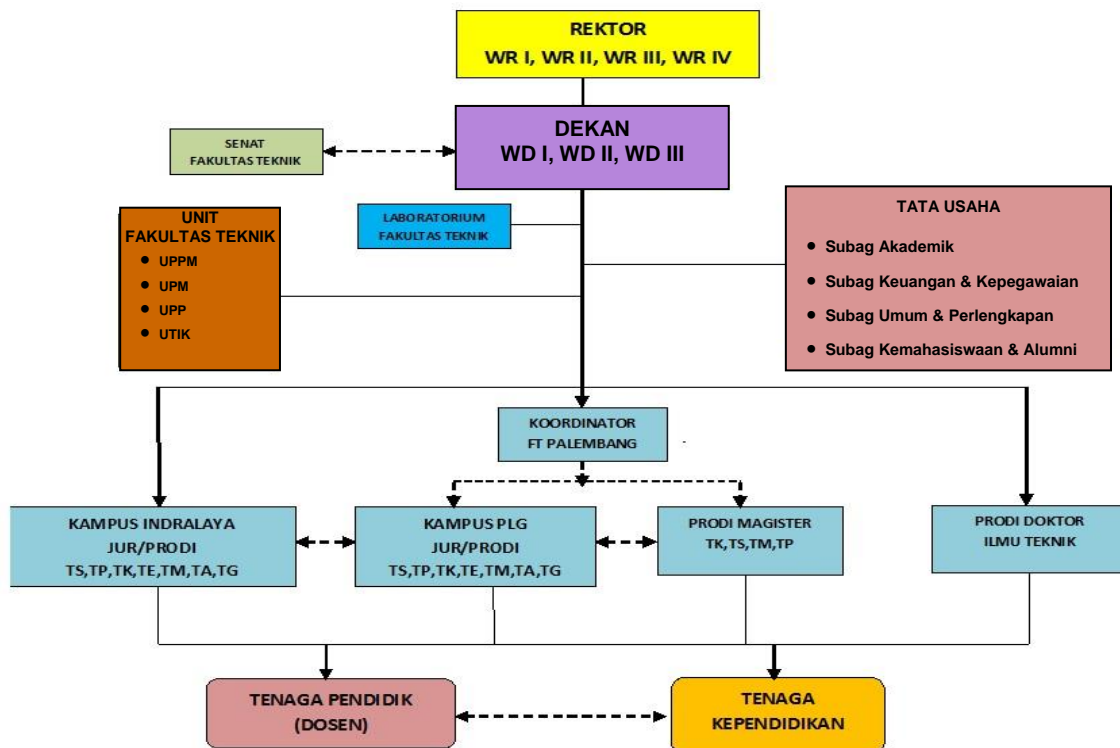 REKTOR
WR I, WR II, WR III, WR IV
DEKAN
WD I, WD II, WD III
SENAT
FAKULTAS TEKNIK
LABORATORIUM
FAKULTAS TEKNIK
UNIT
FAKULTAS TEKNIK
• UPPM
• UPM
• UPP
• UTIK
TATA USAHA
• Subag Akademik
• Subag Keuangan & Kepegawaian
• Subag Umum & Perlengkapan
• Subag Kemahasiswaan & Alumni
KOORDINATOR
FT PALEMBANG
KAMPUS INDRALAYA
JUR/PRODI
TS,TP,TK,TE,TM,TA,TG
KAMPUS PLG
JUR/PRODI
TS,TP,TK,TE,TM,TA,TG
PRODI MAGISTER
TK,TS,TM,TP
PRODI DOKTOR
ILMU TEKNIK
TENAGA PENDIDIK
(DOSEN)
TENAGA
KEPENDIDIKAN